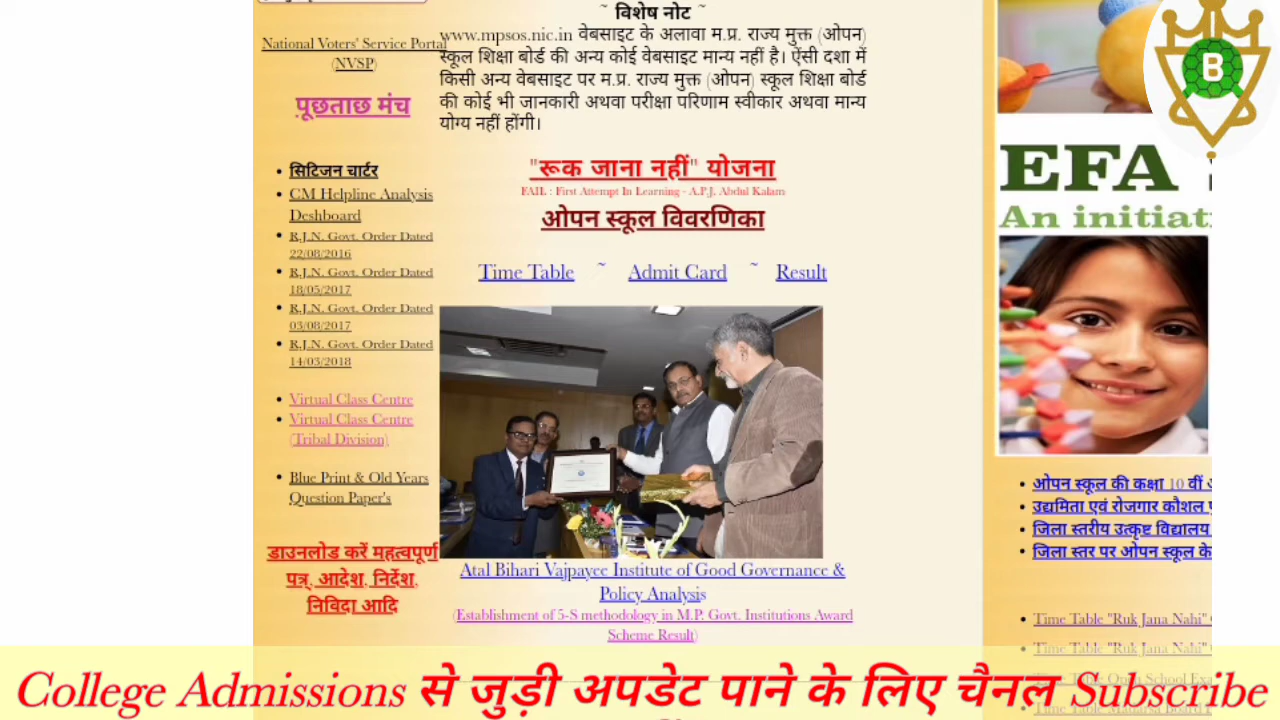 National Voters' Service Portal
(NVSP)
पूछताछ मंच
सिटिजन चार्टर
CM Helpline Analysis
Deshboard
R.J.N. Govt. Order Dated
22/08/2016
R.J.N. Govt. Order Dated
18/05/2017
R.J.N. Govt. Order Dated
03/08/2017
R.J.N. Govt. Order Dated
14/03/2018
Virtual Class Centre
Virtual Class Centre
(Tribal Division)
Blue Print & Old Years
Question Paper's
डाउनलोड करें महत्वपूर्ण
पत्र, आदेश, निर्देश,
निविदा आदि
~ विशेष नोट ~
www.mpsos.nic.in वेबसाइट के अलावा म.प्र. राज्य मुक्त (ओपन)
स्कूल शिक्षा बोर्ड की अन्य कोई वेबसाइट मान्य नहीं है। ऐंसी दशा में
किसी अन्य वेबसाइट पर म.प्र. राज्य मुक्त (ओपन) स्कूल शिक्षा बोर्ड
की कोई भी जानकारी अथवा परीक्षा परिणाम स्वीकार अथवा मान्य
योग्य नहीं होंगी।
"रूक जाना नहीं" योजना
FAIL : First Attempt In Learning - A.P.J. Abdul Kalam
ओपन स्कूल विवरणिका
Time Table ~ Admit Card ~ Result
Atal Bihari Vajpayee Institute of Good Governance &
Policy Analysis
(Establishment of 5-S methodology in M.P. Govt. Institutions Award
Scheme Result)
B
EFA
An initiat
ओपन स्कूल की कक्षा 10 वीं
उद्यमिता एवं रोजगार कौशल
जिला स्तरीय उत्कृष्ट विद्यालय
जिला स्तर पर ओपन स्कूल के
Time Table "Ruk Jana Nahi"
Time Table "Ruk Jana Nahi"
Time Table Open School Exa
College Admissions से जुड़ी अपडेट पाने के लिए चैनल Subscribe